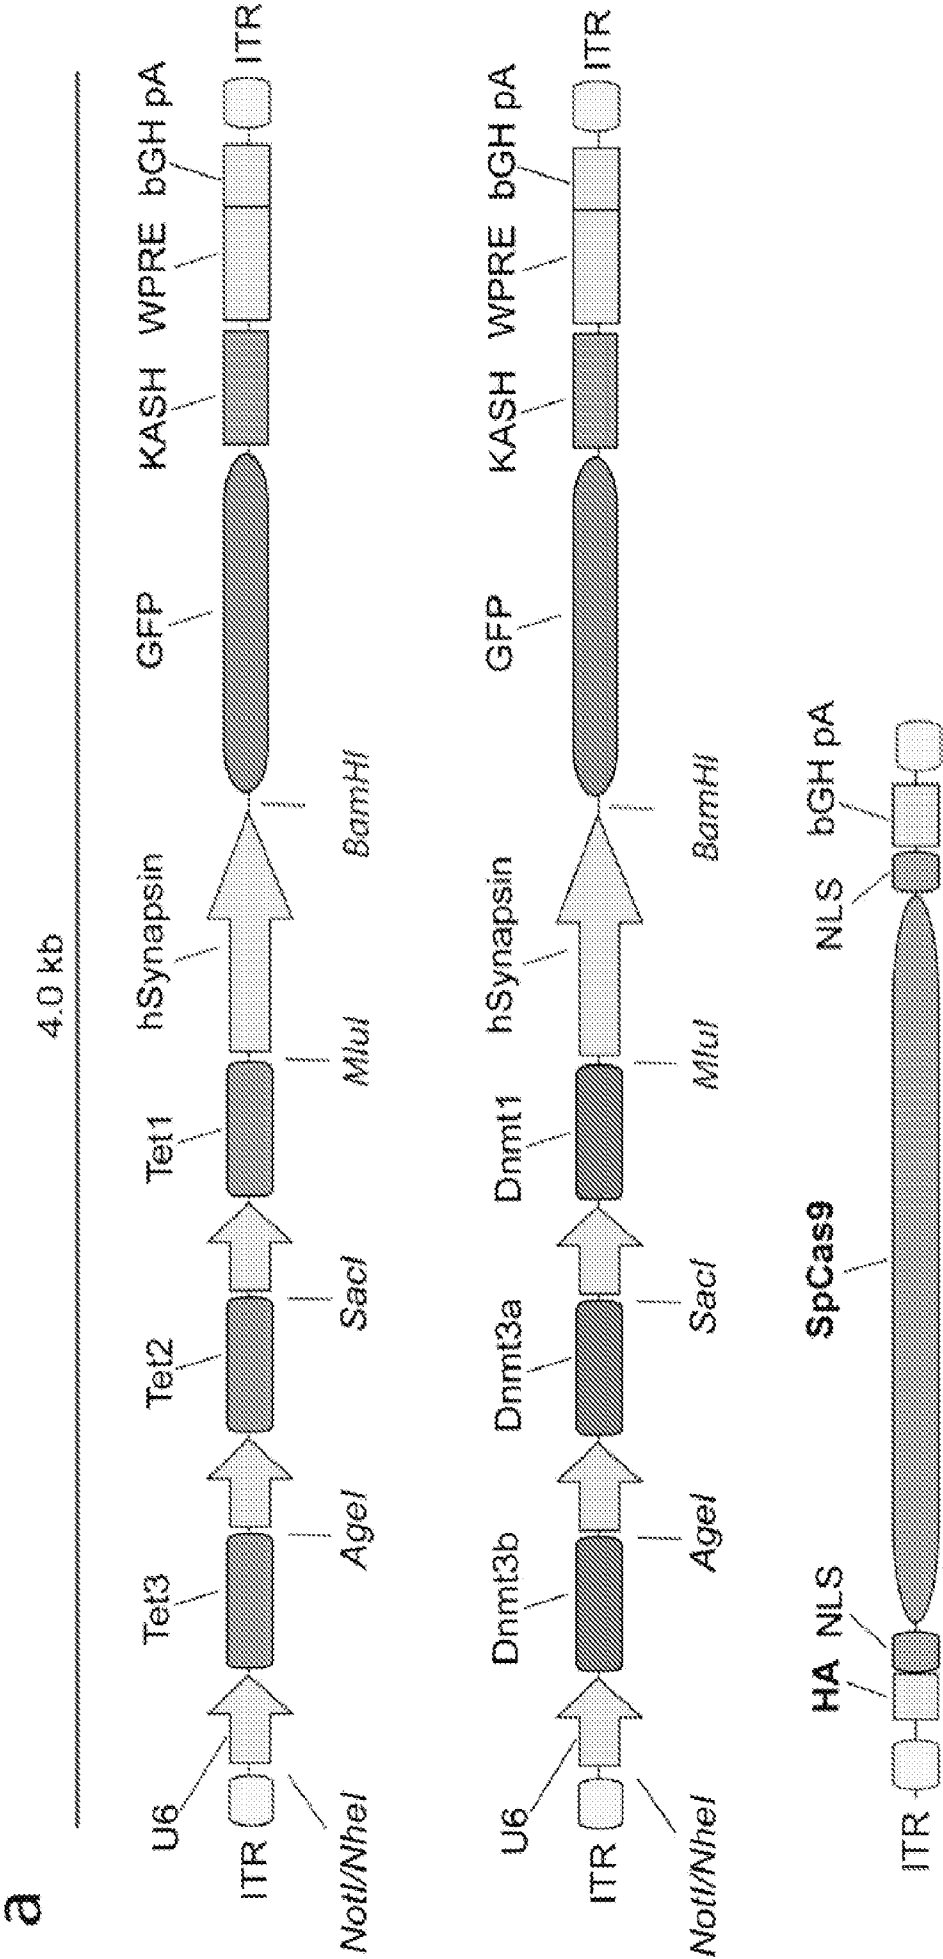 a
4.0 kb
U6 Tet3 Tet2 Tet1 hSynapsin GFP KASH WPRE bGH pA
ITR ITR
NotI/NheI AgeI SacI MluI BamHI
U6 Dnmt3b Dnmt3a Dnmt1 hSynapsin GFP KASH WPRE bGH pA
ITR ITR
NotI/NheI AgeI SacI MluI BamHI
HA NLS SpCas9 NLS bGH pA
ITR